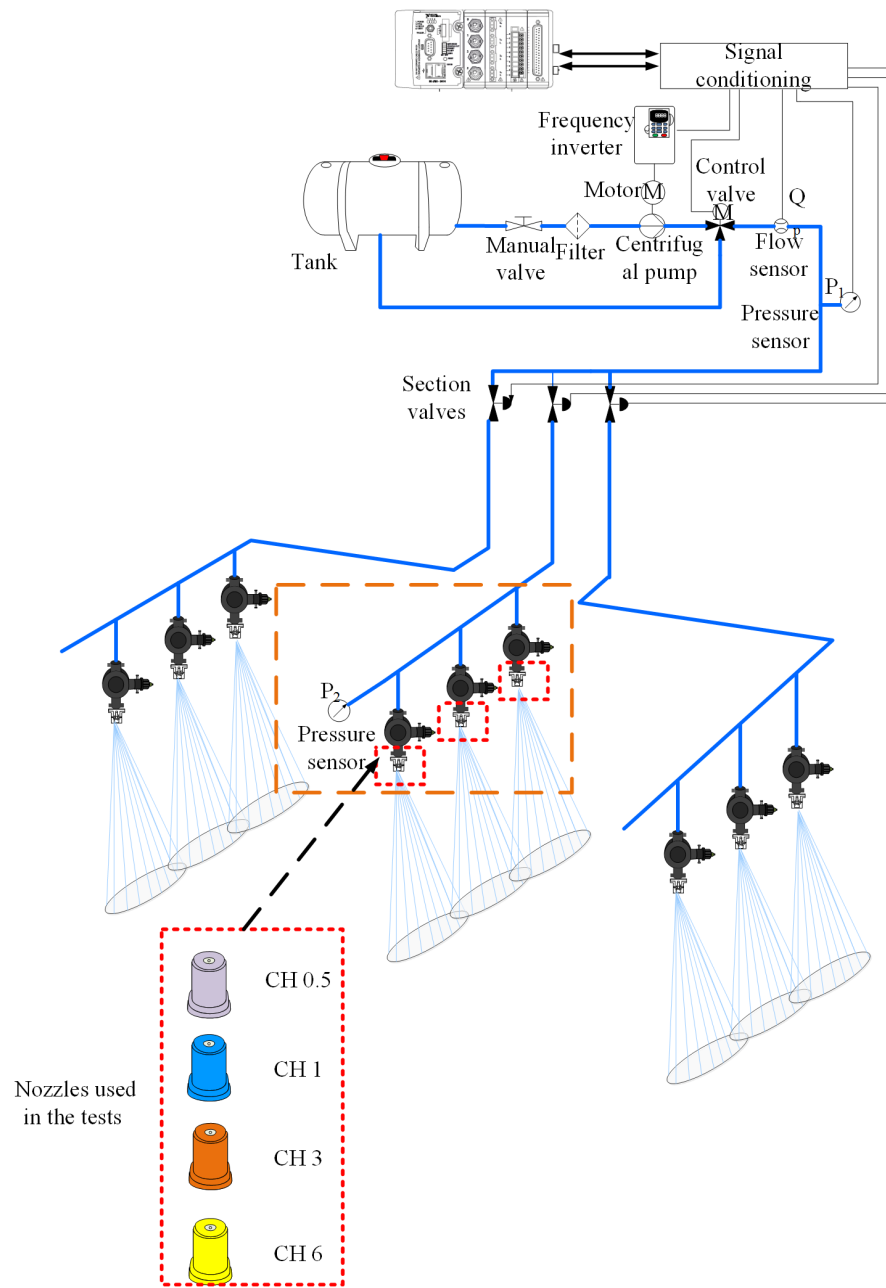 Signal
conditioning
Frequency
inverter
Control
valve
Motor
M
M
Q
p
Tank
Manual
valve
Filter
Centrifug
al pump
Flow
sensor
P1
Pressure
sensor
Section
valves
P2
Pressure
sensor
CH 0.5
CH 1
Nozzles used
in the tests
CH 3
CH 6